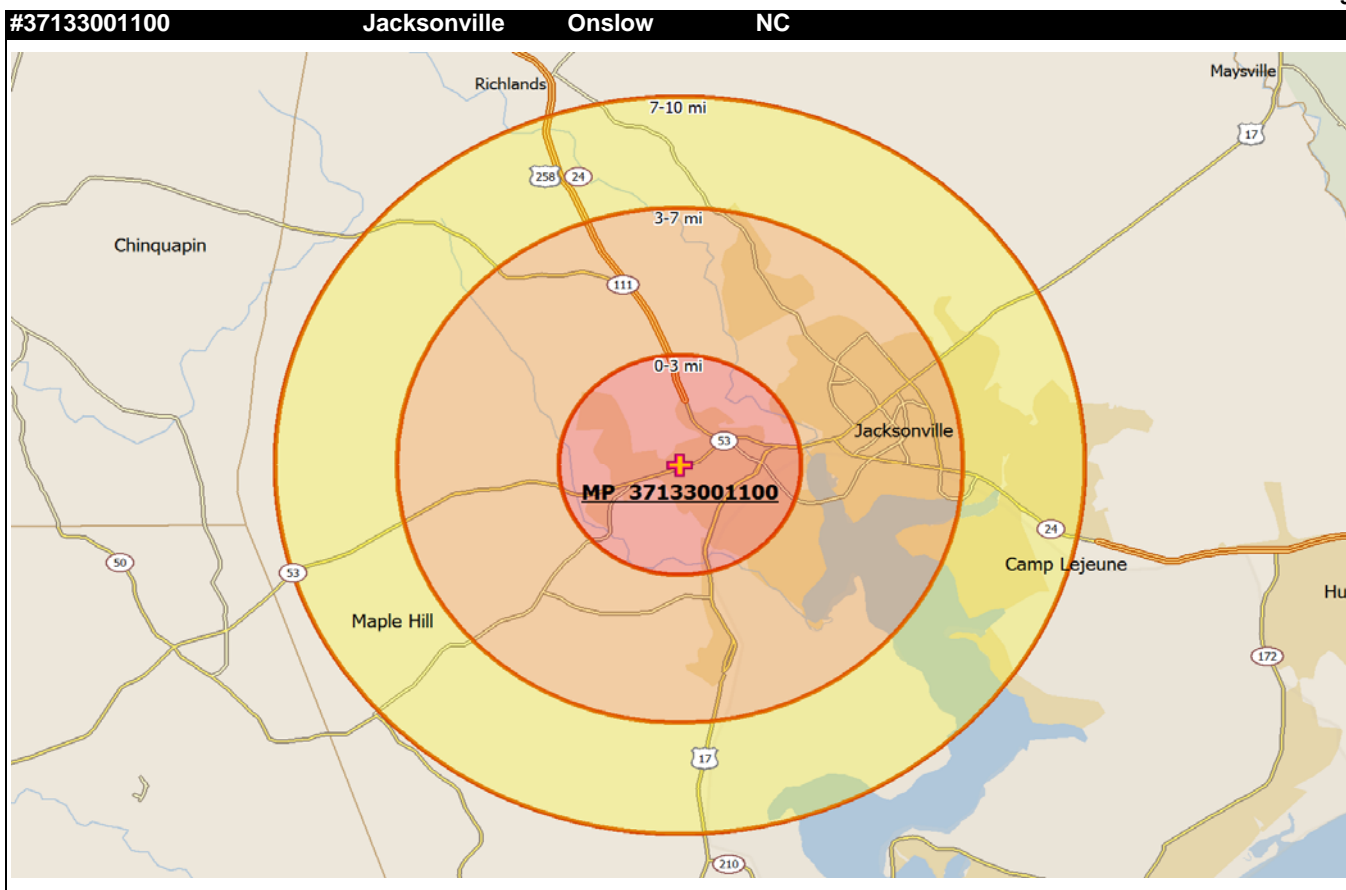 #37133001100 Jacksonville Onslow NC
Richlands
Maysville
7-10 mi
17
258 24
3-7 mi
Chinquapin
111
0-3 mi
Jacksonville
53
MP 37133001100
24
50
53
Camp Lejeune
Hu
Maple Hill
172
17
210